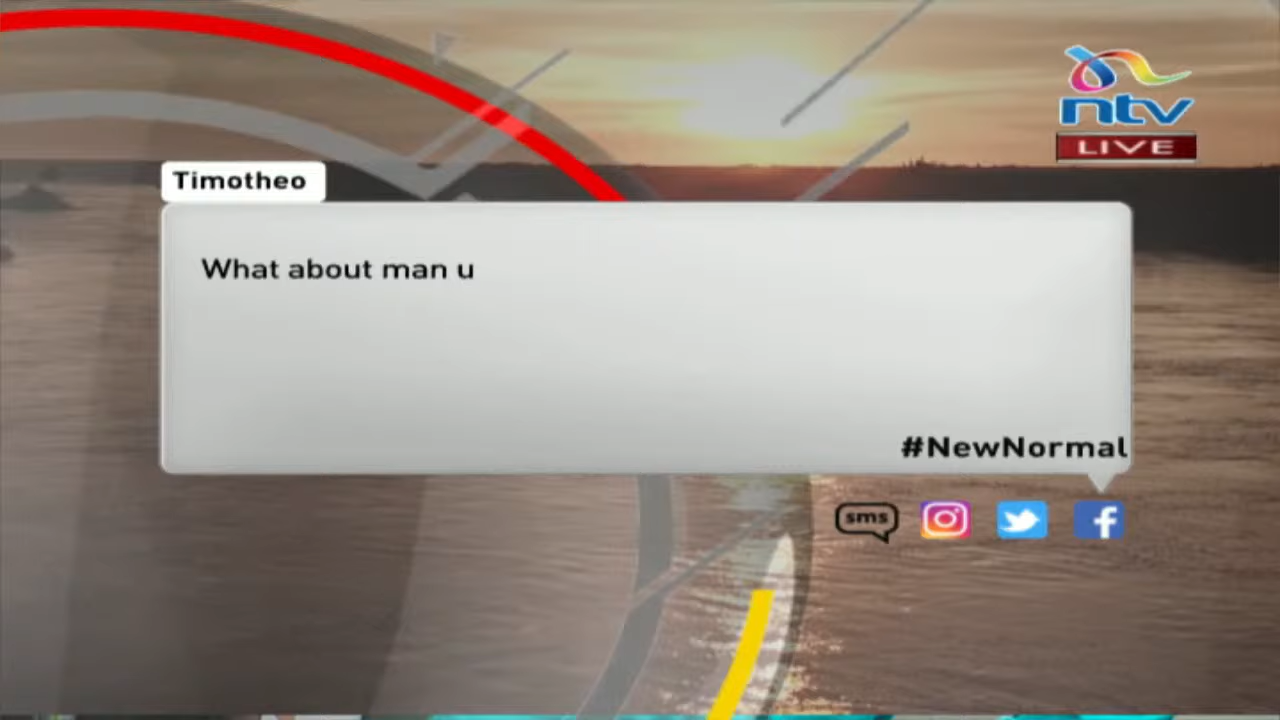 ntv
LIVE
Timotheo
What about man u
#NewNormal
sms